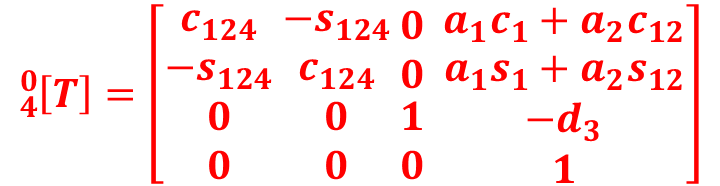 ⁰₄[T] = [ c₁₂₄ −s₁₂₄ 0 a₁c₁ + a₂c₁₂
−s₁₂₄ c₁₂₄ 0 a₁s₁ + a₂s₁₂
0 0 1 −d₃
0 0 0 1 ]